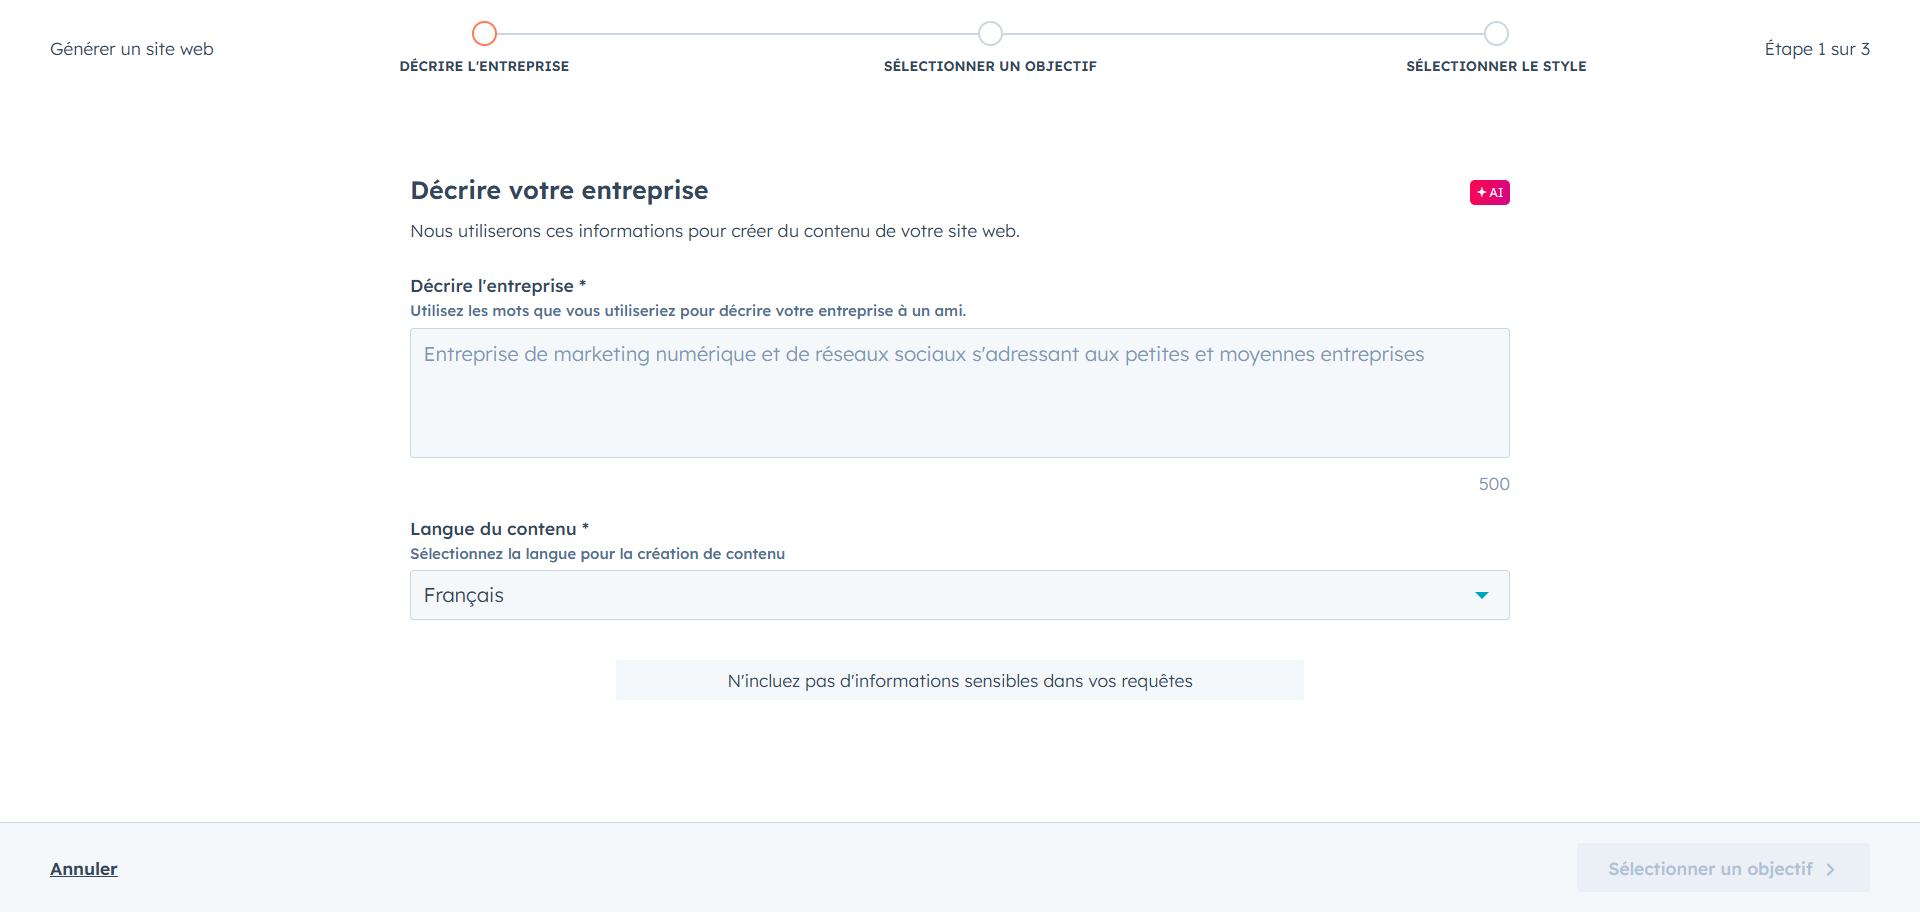 Générer un site web
DÉCRIRE L'ENTREPRISE
SÉLECTIONNER UN OBJECTIF
SÉLECTIONNER LE STYLE
Étape 1 sur 3
Décrire votre entreprise
AI
Nous utiliserons ces informations pour créer du contenu de votre site web.
Décrire l'entreprise *
Utilisez les mots que vous utiliseriez pour décrire votre entreprise à un ami.
Entreprise de marketing numérique et de réseaux sociaux s'adressant aux petites et moyennes entreprises
500
Langue du contenu *
Sélectionnez la langue pour la création de contenu
Français
N'incluez pas d'informations sensibles dans vos requêtes
Annuler
Sélectionner un objectif